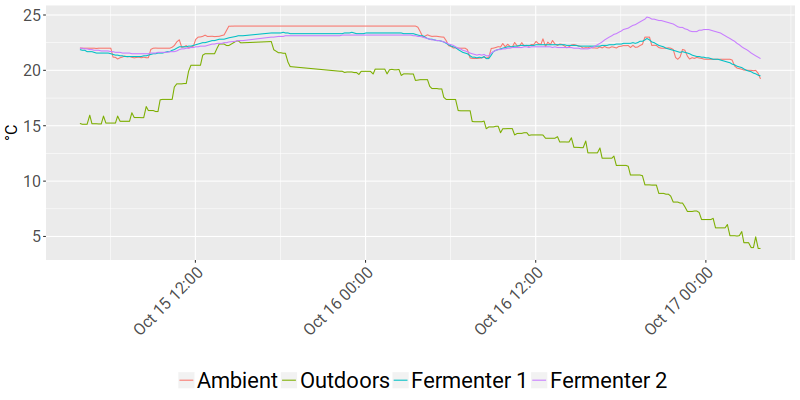 25
20
15
10
5
°C
Oct 15 12:00
Oct 16 00:00
Oct 16 12:00
Oct 17 00:00
Ambient Outdoors Fermenter 1 Fermenter 2